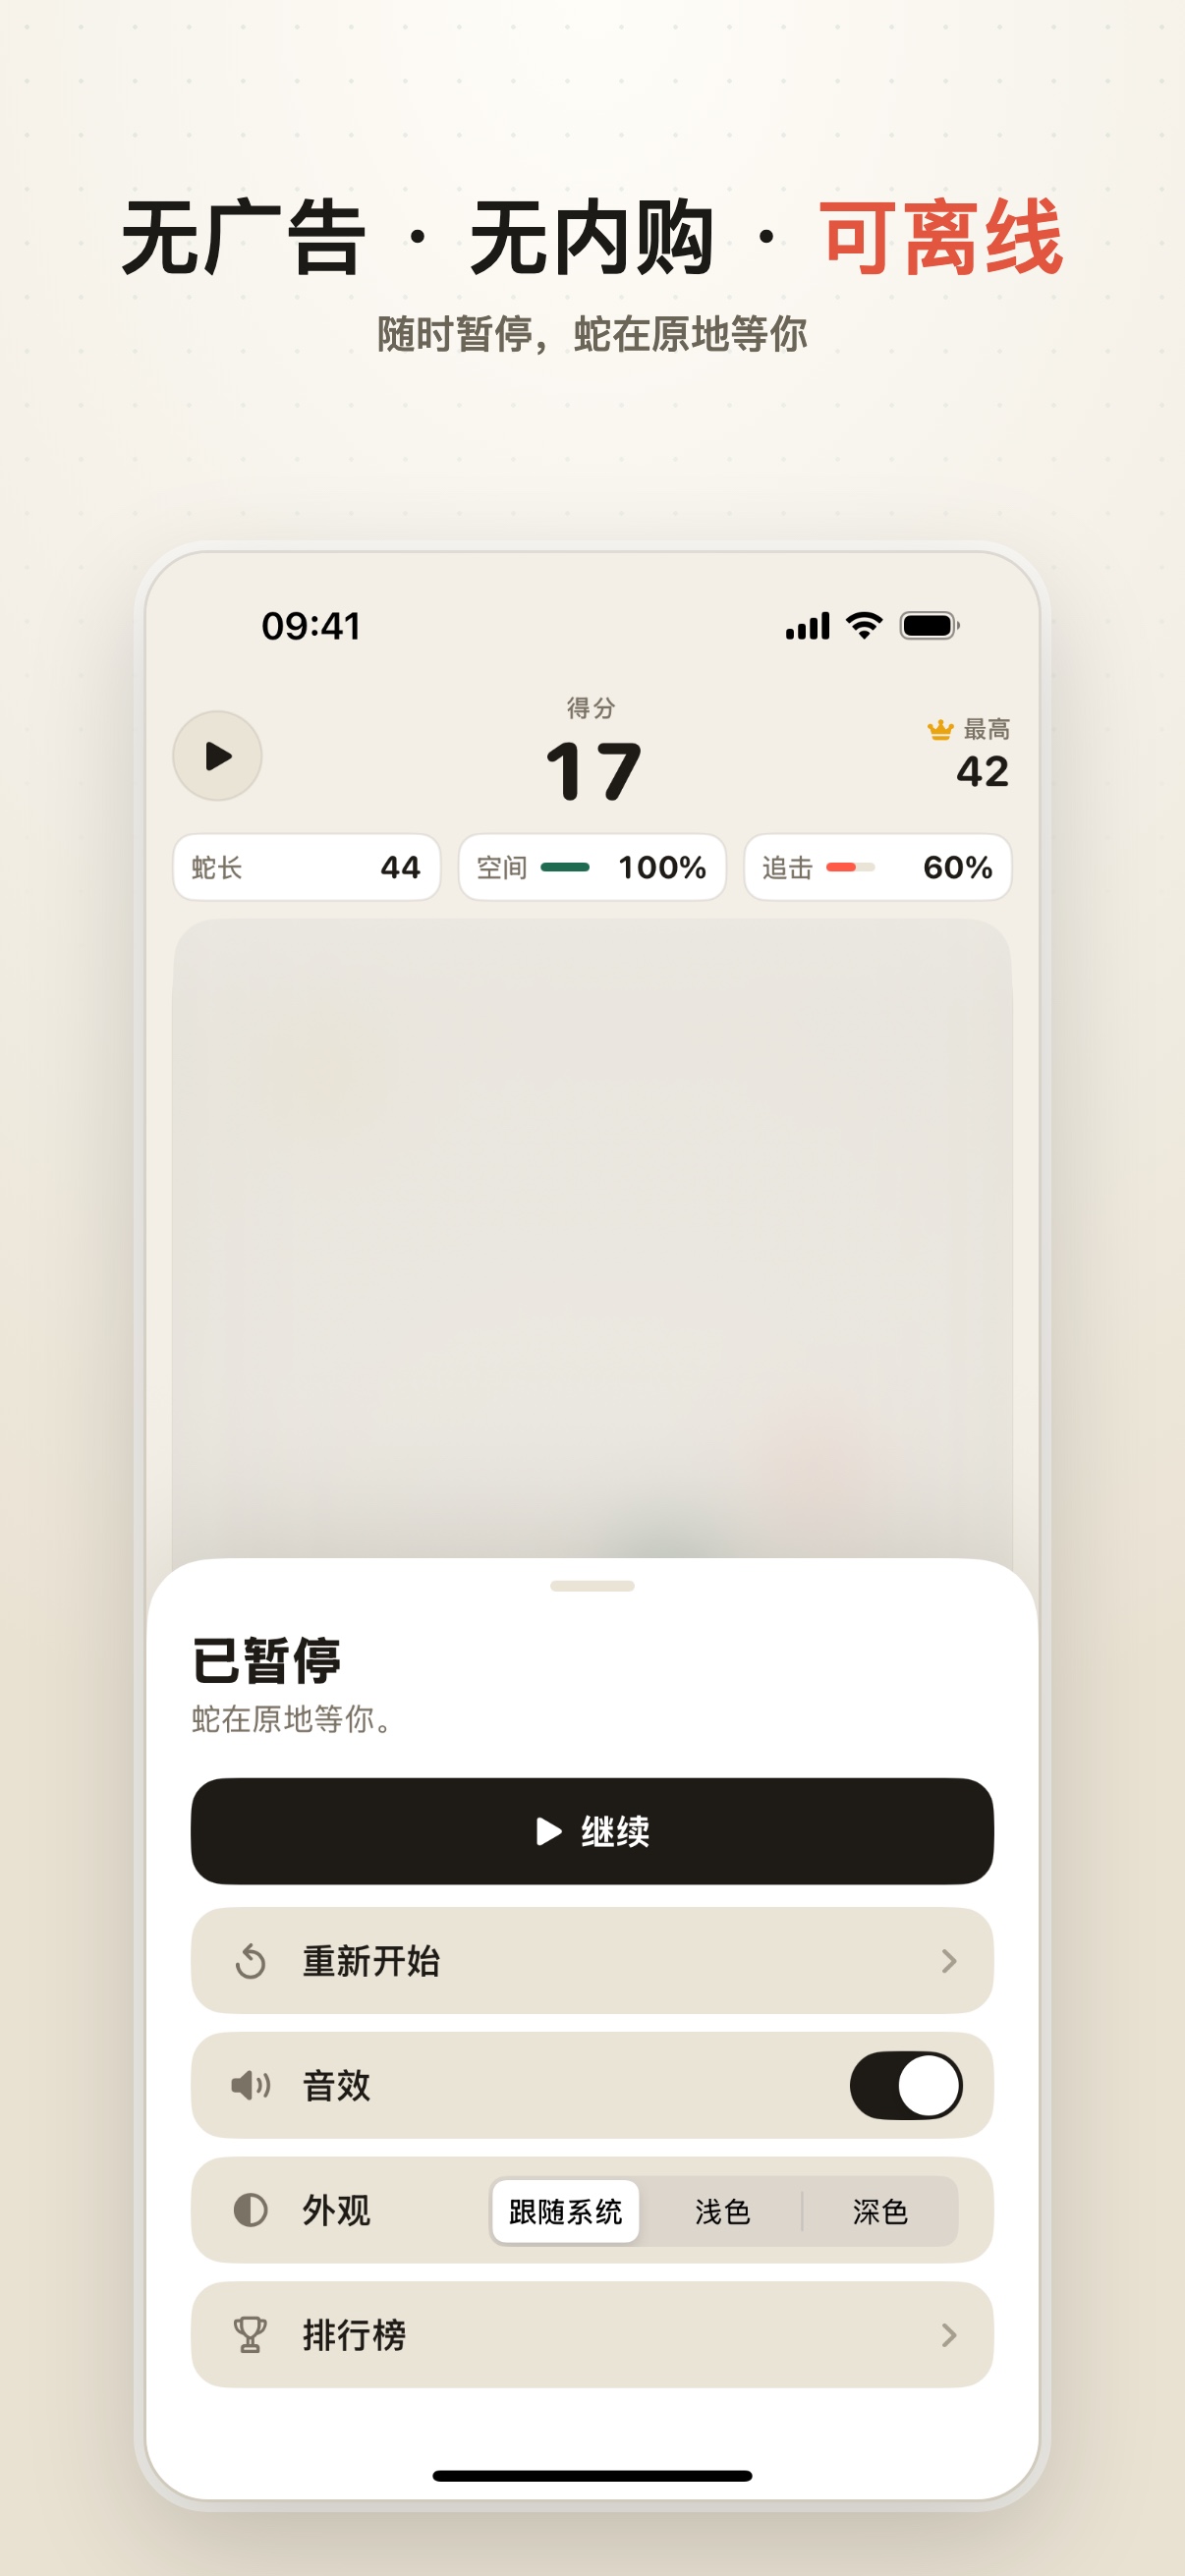 无广告 · 无内购 · 可离线
随时暂停，蛇在原地等你
09:41
得分
17
最高
42
蛇长 44
空间 100%
追击 60%
已暂停
蛇在原地等你。
继续
重新开始
音效
外观 跟随系统 浅色 深色
排行榜